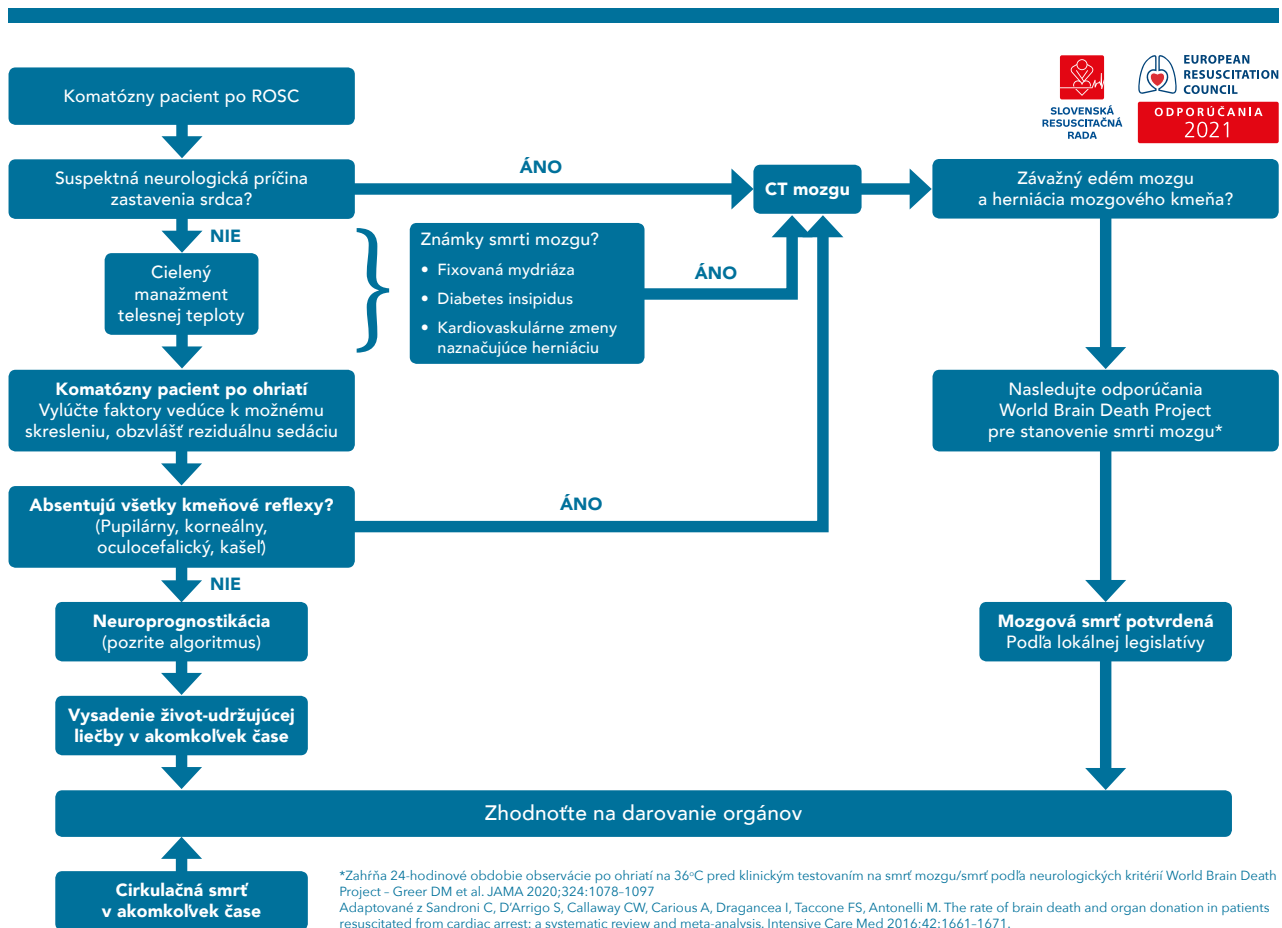 SLOVENSKÁ
RESUSCITAČNÁ
RADA
EUROPEAN
RESUSCITATION
COUNCIL
ODPORÚČANIA
2021
Komatózny pacient po ROSC
Suspektná neurologická príčina
zastavenia srdca?
ÁNO
CT mozgu
Závažný edém mozgu
a herniácia mozgového kmeňa?
NIE
Cielený
manažment
telesnej teploty
Známky smrti mozgu?
• Fixovaná mydriáza
• Diabetes insipidus
• Kardiovaskulárne zmeny
naznačujúce herniáciu
ÁNO
Komatózny pacient po ohriatí
Vylúčte faktory vedúce k možnému
skresleniu, obzvlášť reziduálnu sedáciu
Nasledujte odporúčania
World Brain Death Project
pre stanovenie smrti mozgu*
Absentujú všetky kmeňové reflexy?
(Pupilárny, korneálny,
oculocefalický, kašeľ)
ÁNO
NIE
Neuroprognostikácia
(pozrite algoritmus)
Mozgová smrť potvrdená
Podľa lokálnej legislatívy
Vysadenie život-udržujúcej
liečby v akomkoľvek čase
Zhodnoťte na darovanie orgánov
Cirkulačná smrť
v akomkoľvek čase
*Zahŕňa 24-hodinové obdobie observácie po ohriatí na 36ºC pred klinickým testovaním na smrť mozgu/smrť podľa neurologických kritérií World Brain Death
Project – Greer DM et al. JAMA 2020;324:1078–1097
Adaptované z Sandroni C, D'Arrigo S, Callaway CW, Carious A, Dragancea I, Taccone FS, Antonelli M. The rate of brain death and organ donation in patients
resuscitated from cardiac arrest: a systematic review and meta-analysis. Intensive Care Med 2016;42:1661–1671.